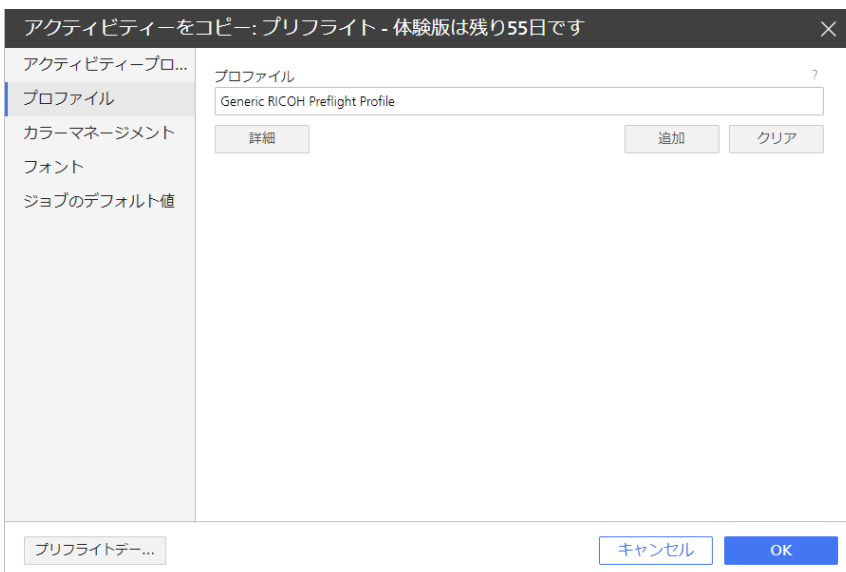 アクティビティーをコピー: プリフライト - 体験版は残り55日です
アクティビティープロ...
プロファイル
カラーマネージメント
フォント
ジョブのデフォルト値
プロファイル
?
Generic RICOH Preflight Profile
詳細
追加
クリア
プリフライトデー...
キャンセル
OK